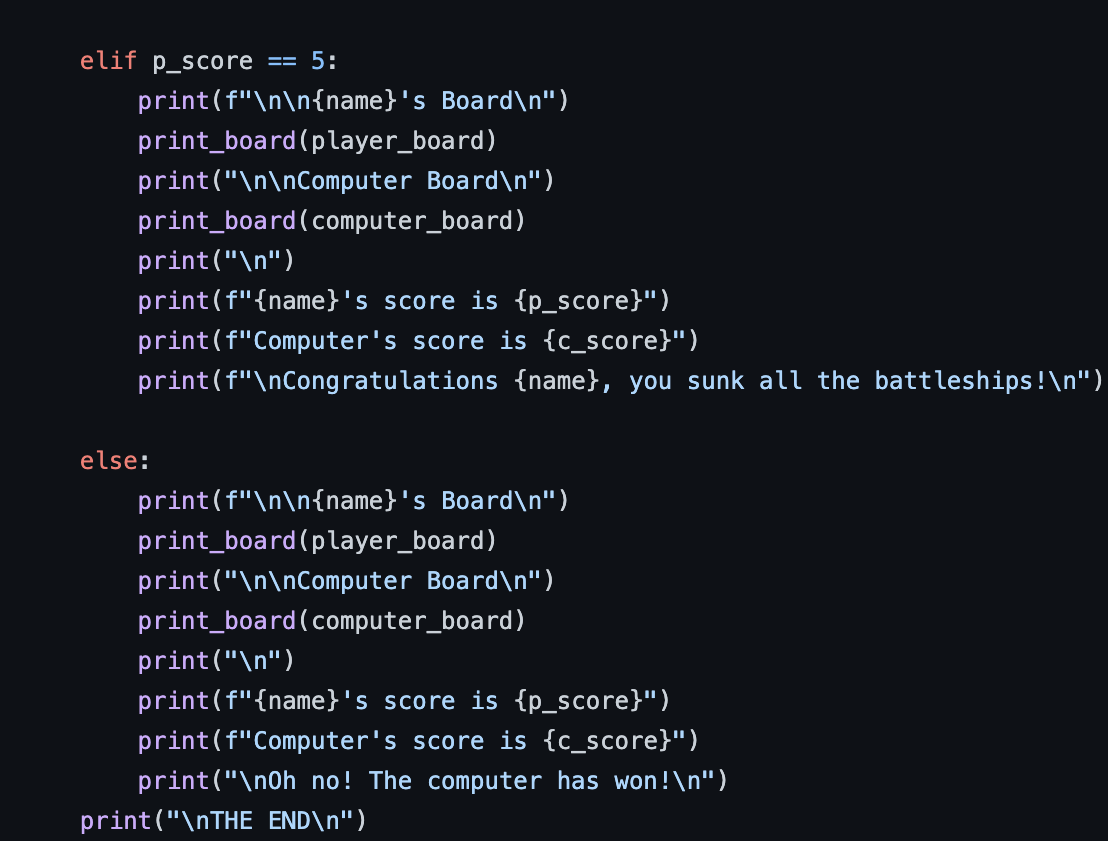 elif p_score == 5:
print(f"\n\n{name}'s Board\n")
print_board(player_board)
print("\n\nComputer Board\n")
print_board(computer_board)
print("\n")
print(f"{name}'s score is {p_score}")
print(f"Computer's score is {c_score}")
print(f"\nCongratulations {name}, you sunk all the battleships!\n")
else:
print(f"\n\n{name}'s Board\n")
print_board(player_board)
print("\n\nComputer Board\n")
print_board(computer_board)
print("\n")
print(f"{name}'s score is {p_score}")
print(f"Computer's score is {c_score}")
print("\nOh no! The computer has won!\n")
print("\nTHE END\n")